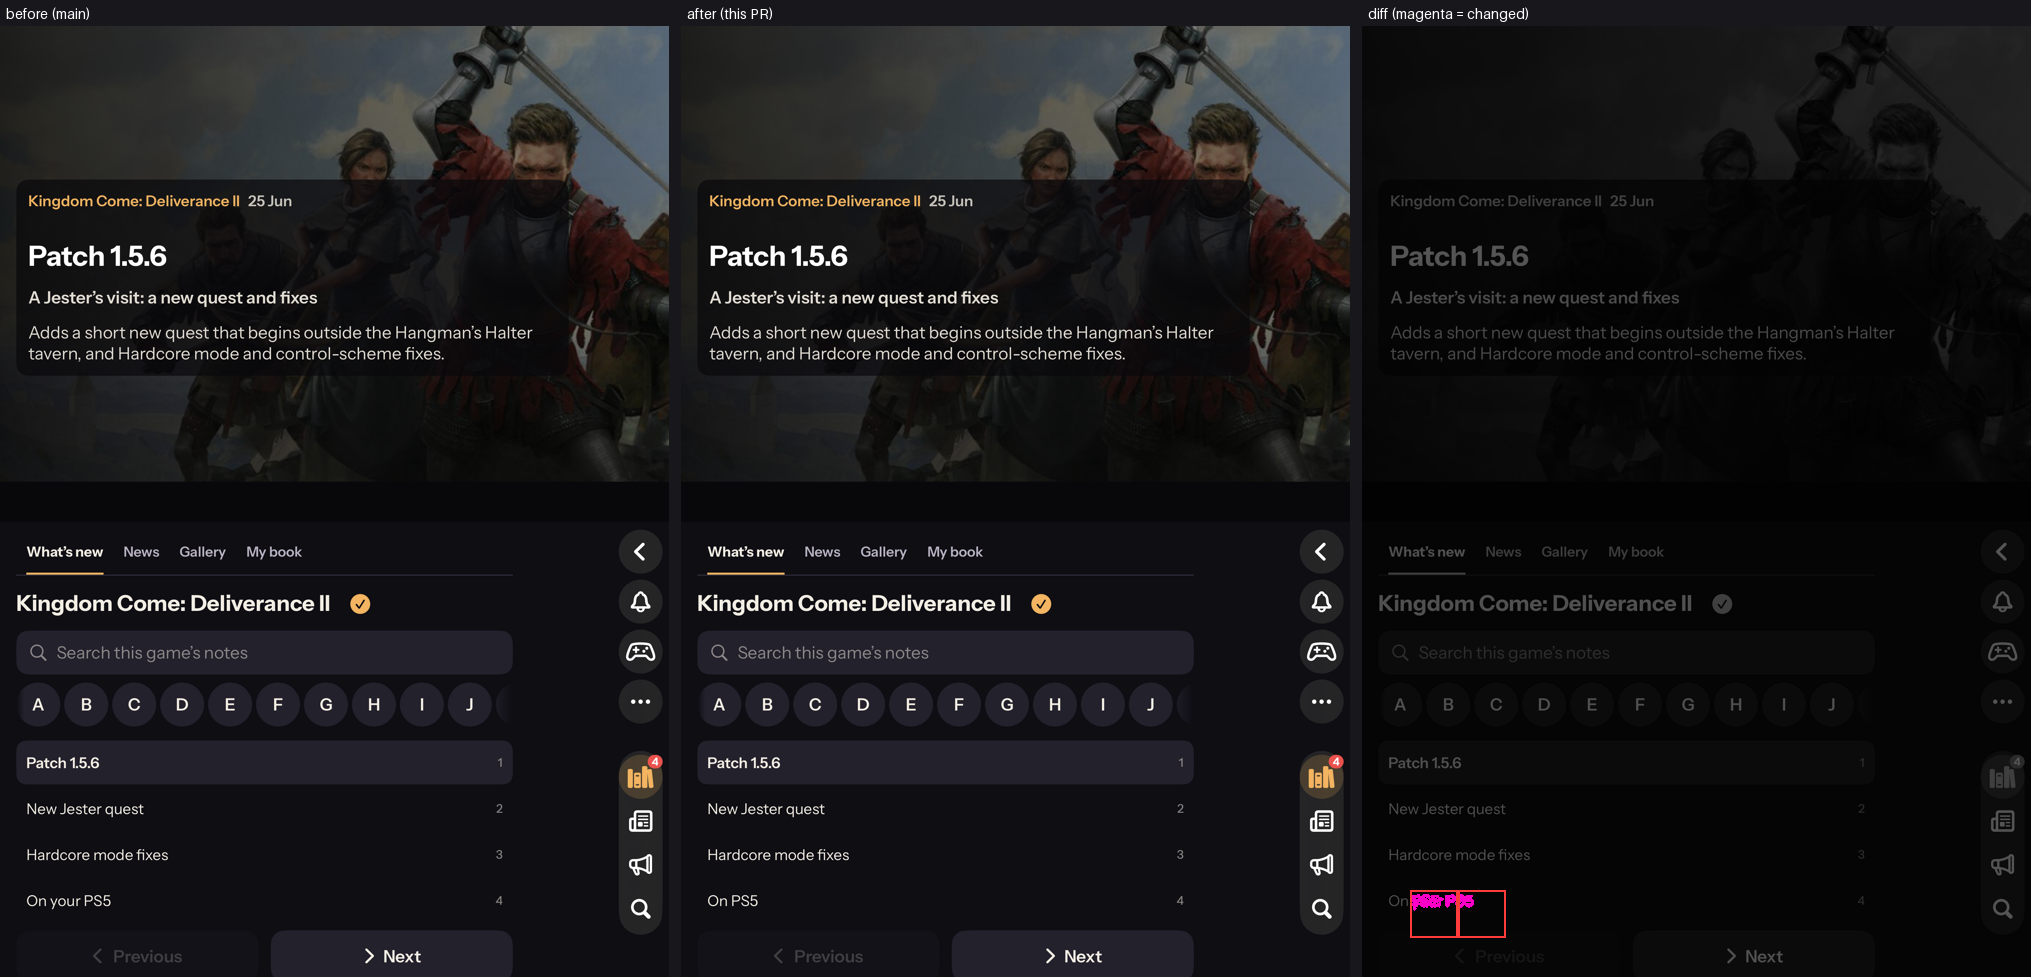 before (main)
Kingdom Come: Deliverance II 25 Jun
Patch 1.5.6
A Jester's visit: a new quest and fixes
Adds a short new quest that begins outside the Hangman's Halter
tavern, and Hardcore mode and control-scheme fixes.
What's new News Gallery My book
Kingdom Come: Deliverance II
Search this game's notes
A B C D E F G H I J
Patch 1.5.6 1
4
New Jester quest 2
Hardcore mode fixes 3
On your PS5 4
Previous Next
after (this PR)
Kingdom Come: Deliverance II 25 Jun
Patch 1.5.6
A Jester's visit: a new quest and fixes
Adds a short new quest that begins outside the Hangman's Halter
tavern, and Hardcore mode and control-scheme fixes.
What's new News Gallery My book
Kingdom Come: Deliverance II
Search this game's notes
A B C D E F G H I J
Patch 1.5.6 1
4
New Jester quest 2
Hardcore mode fixes 3
On PS5 4
Previous Next
diff (magenta = changed)
Kingdom Come: Deliverance II 25 Jun
Patch 1.5.6
A Jester's visit: a new quest and fixes
Adds a short new quest that begins outside the Hangman's Halter
tavern, and Hardcore mode and control-scheme fixes.
What's new News Gallery My book
Kingdom Come: Deliverance II
Search this game's notes
A B C D E F G H I J
Patch 1.5.6 1
4
New Jester quest 2
Hardcore mode fixes 3
On 4
Previous Next